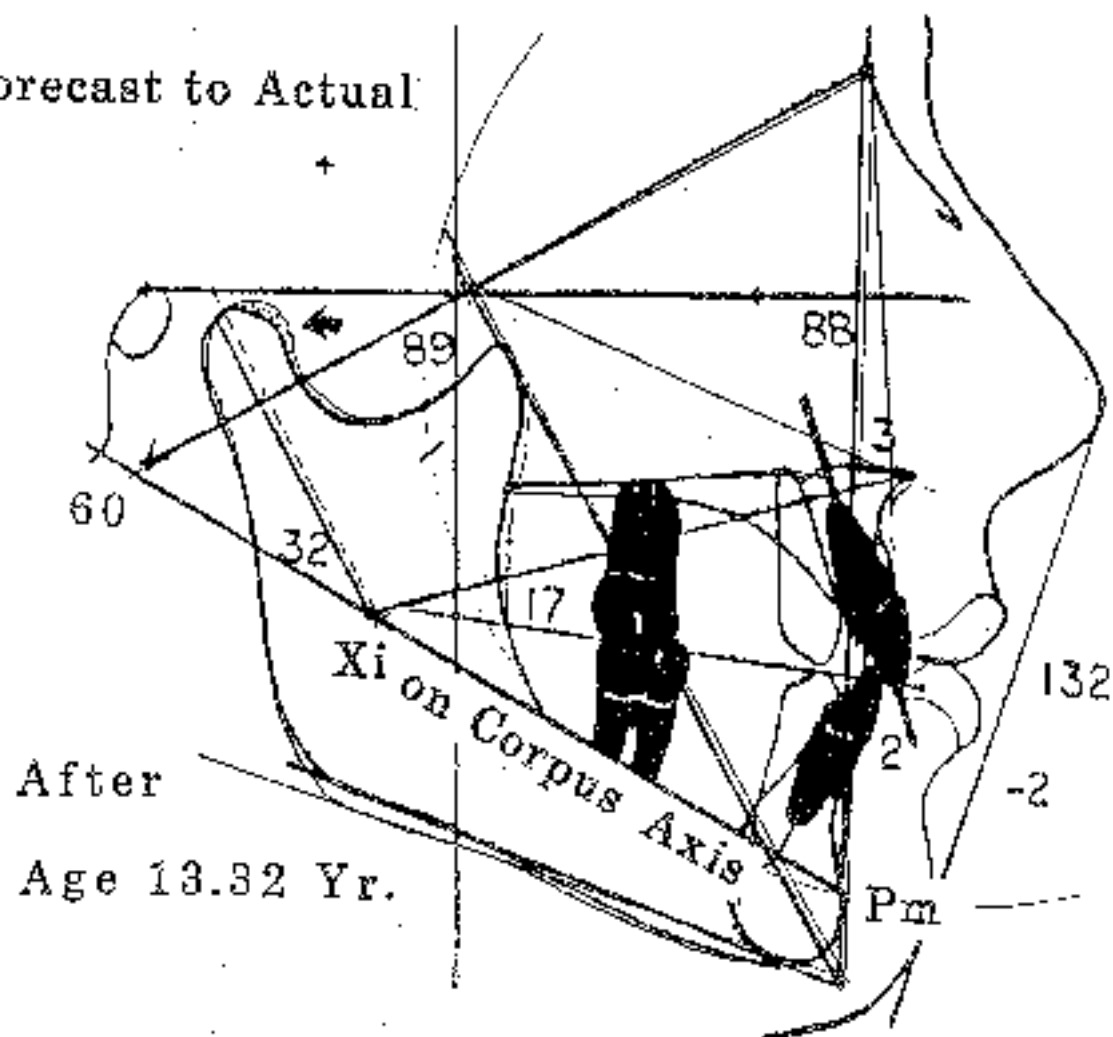 orecast to Actual
89
88
3
60
32
17
132
2
-2
Xi on Corpus Axis
Pm
After
Age 13.32 Yr.